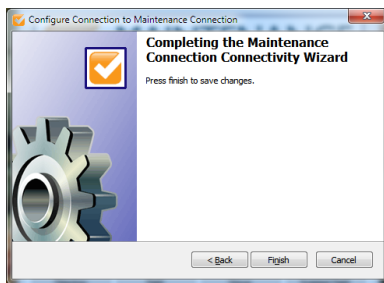 Configure Connection to Maintenance Connection
Completing the Maintenance
Connection Connectivity Wizard
Press finish to save changes.
< Back
Finish
Cancel